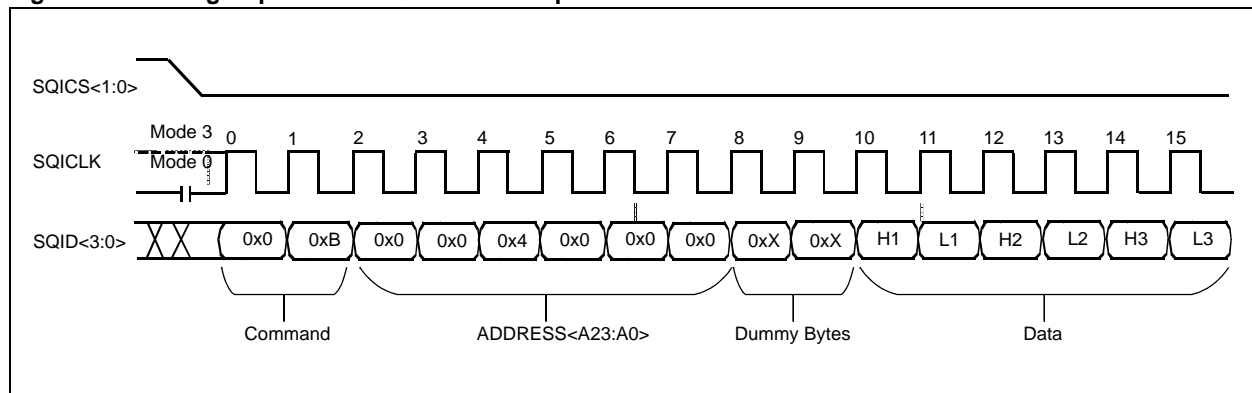 SQICS<1:0>
Mode 3
0 1 2 3 4 5 6 7 8 9 10 11 12 13 14 15
SQICLK
Mode 0
SQID<3:0>
0x0 0xB 0x0 0x0 0x4 0x0 0x0 0x0 0xX 0xX H1 L1 H2 L2 H3 L3
Command ADDRESS<A23:A0> Dummy Bytes Data